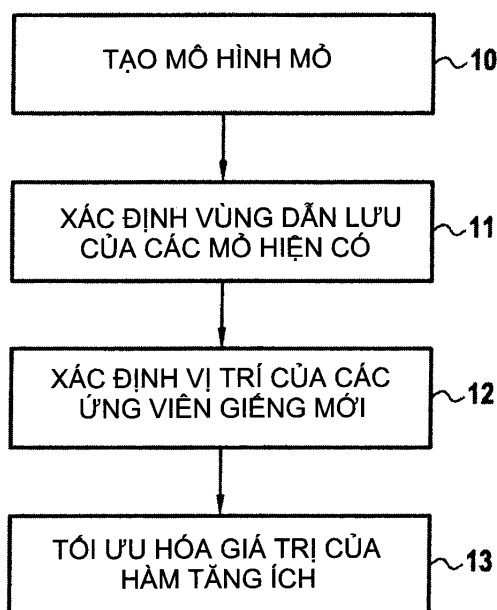 TẠO MÔ HÌNH MỎ
10
XÁC ĐỊNH VÙNG DẪN LƯU
CỦA CÁC MỎ HIỆN CÓ
11
XÁC ĐỊNH VỊ TRÍ CỦA CÁC
ỨNG VIÊN GIẾNG MỚI
12
TỐI ƯU HÓA GIÁ TRỊ CỦA
HÀM TĂNG ÍCH
13